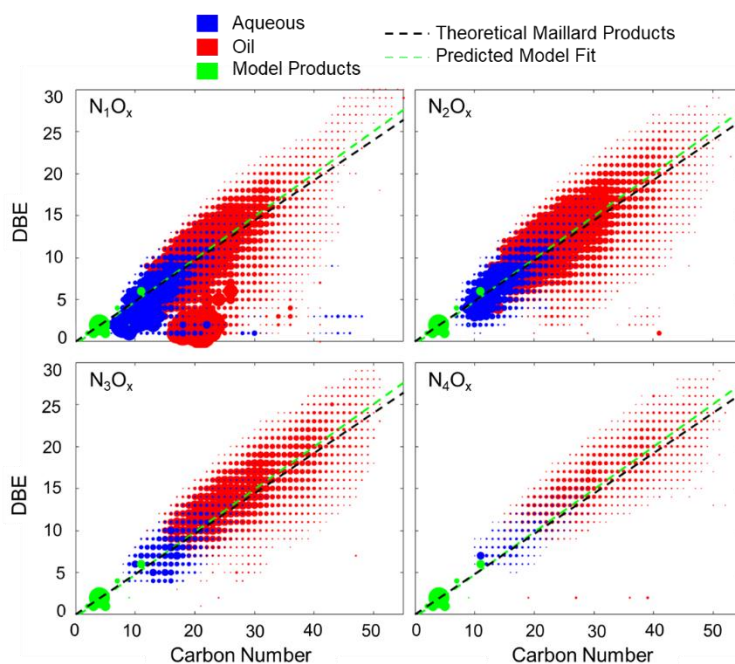 Aqueous
Oil
Model Products
Theoretical Maillard Products
Predicted Model Fit
DBE
30
25
20
15
10
5
0
N₁Oₓ
N₂Oₓ
DBE
30
25
20
15
10
5
0
N₃Oₓ
N₄Oₓ
0 10 20 30 40 50
0 10 20 30 40 50
Carbon Number
Carbon Number